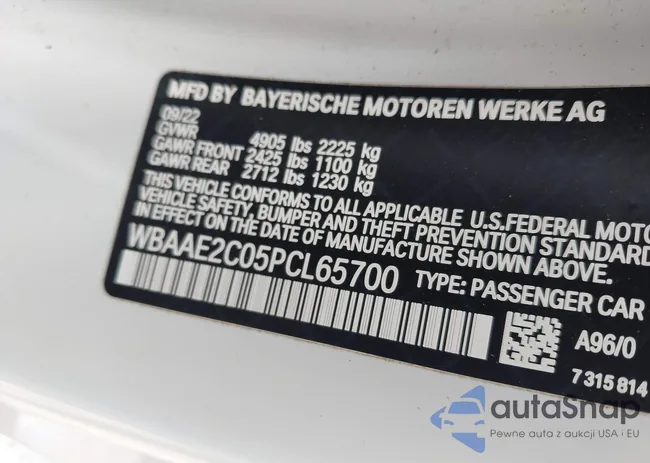 MFD BY BAYERISCHE MOTOREN WERKE AG
09/22
GVWR 4905 lbs 2225 kg
GAWR FRONT 2425 lbs 1100 kg
GAWR REAR 2712 lbs 1230 kg
THIS VEHICLE CONFORMS TO ALL APPLICABLE U.S.FEDERAL MOTO
VEHICLE SAFETY, BUMPER AND THEFT PREVENTION STANDARD
IN EFFECT ON THE DATE OF MANUFACTURE SHOWN ABOVE.
WBAAE2C05PCL65700 TYPE: PASSENGER CAR
A96/0
7 315 814
autaSnap
Pewne auta z aukcji USA i EU